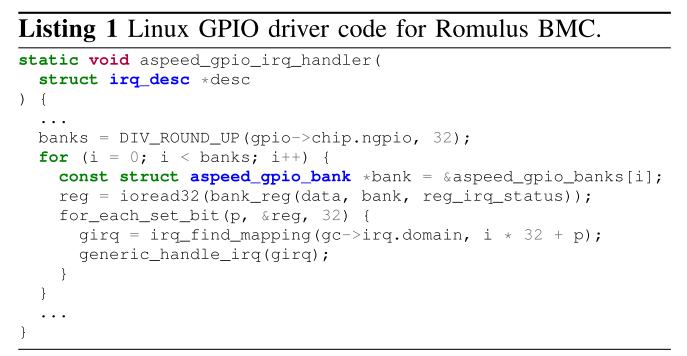 Listing 1 Linux GPIO driver code for Romulus BMC.
static void aspeed_gpio_irq_handler(
  struct irq_desc *desc
) {
  ...
  banks = DIV_ROUND_UP(gpio->chip.ngpio, 32);
  for (i = 0; i < banks; i++) {
    const struct aspeed_gpio_bank *bank = &aspeed_gpio_banks[i];
    reg = ioread32(bank_reg(data, bank, reg_irq_status));
    for_each_set_bit(p, &reg, 32) {
      girq = irq_find_mapping(gc->irq.domain, i * 32 + p);
      generic_handle_irq(girq);
    }
  }
  ...
}